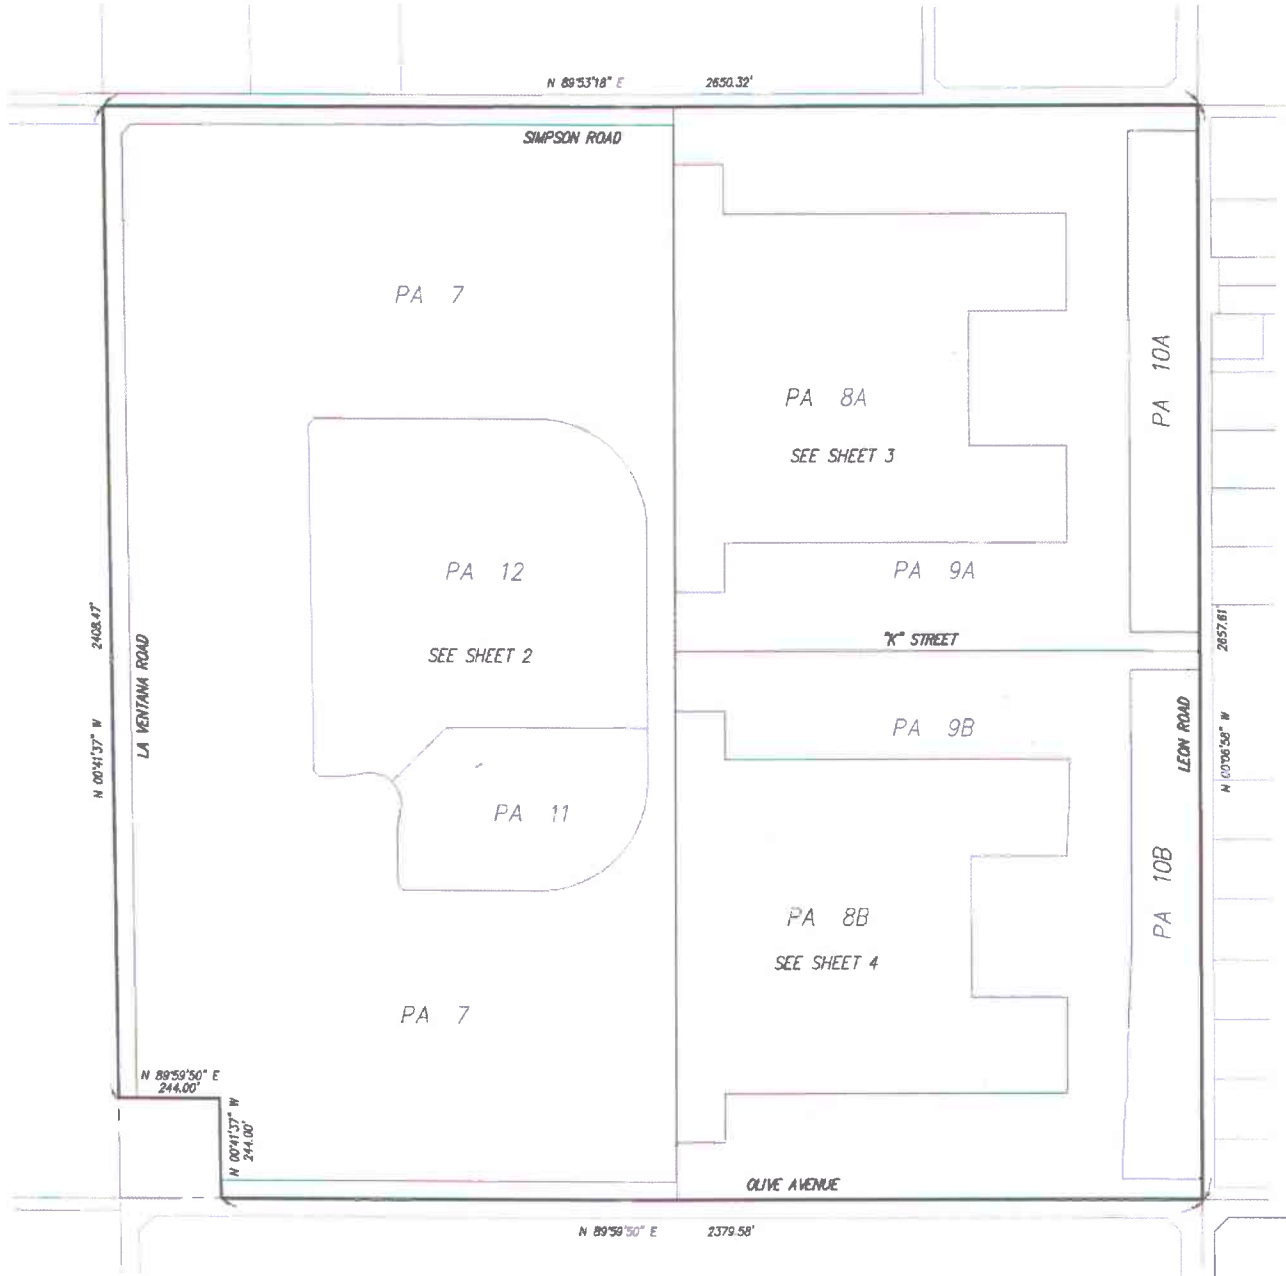 N 89°53'18" E 2650.32'
SIMPSON ROAD
PA 7
PA 8A
SEE SHEET 3
PA 10A
PA 12
SEE SHEET 2
PA 9A
"K" STREET
N 00°41'37" W 2408.47'
LA VENTANA ROAD
LEON ROAD
N 00°06'58" W 2657.61'
PA 9B
PA 11
PA 8B
SEE SHEET 4
PA 10B
PA 7
N 89°59'50" E
244.00'
N 00°41'37" W
244.00'
OLIVE AVENUE
N 89°59'50" E 2379.58'